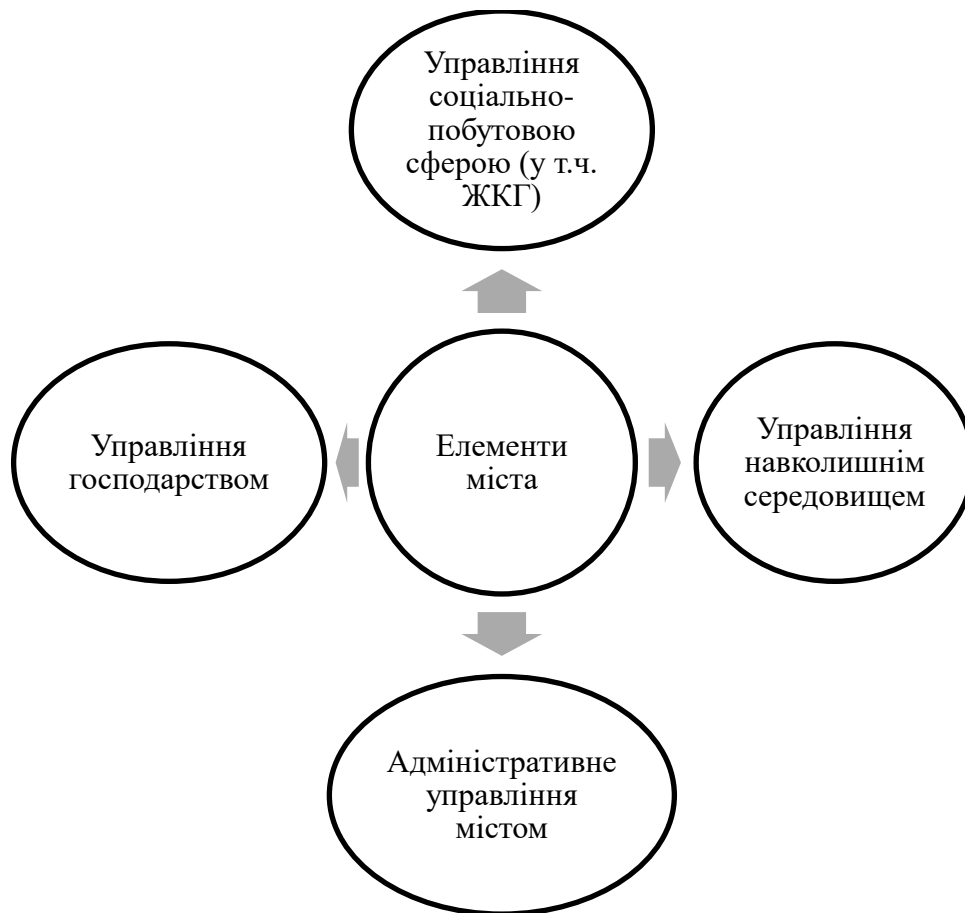 Управління
соціально-
побутовою
сферою (у т.ч.
ЖКГ)
Управління
господарством
Елементи
міста
Управління
навколишнім
середовищем
Адміністративне
управління
містом